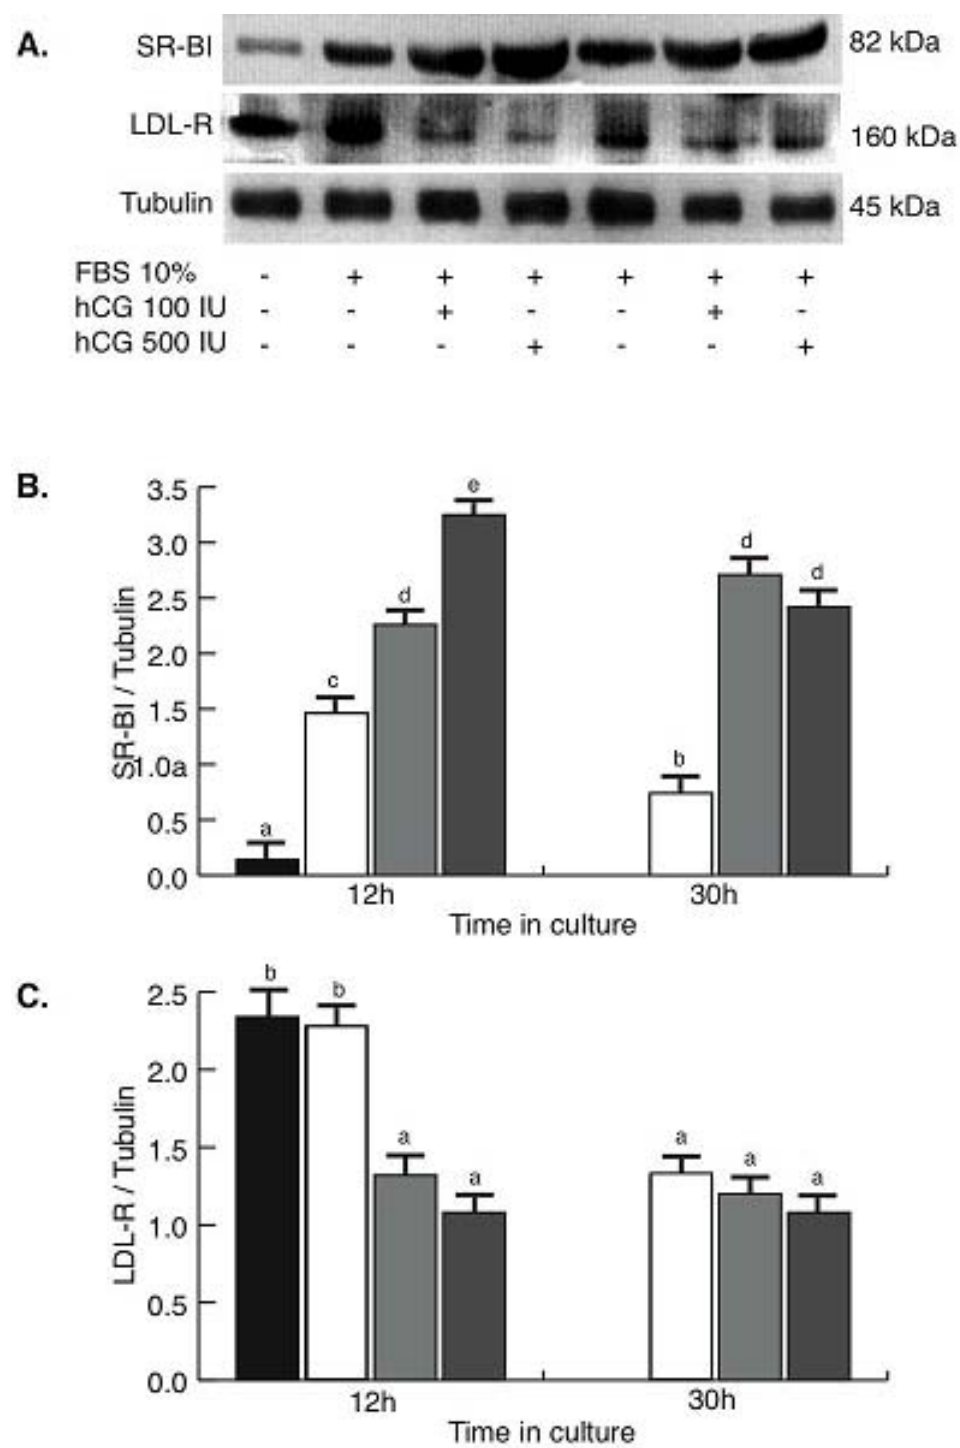 A.
SR-BI 82 kDa
LDL-R 160 kDa
Tubulin 45 kDa
FBS 10% - + + + + + +
hCG 100 IU - - + - - + -
hCG 500 IU - - - + - - +
B.
SR-BI / Tubulin
3.5
3.0
2.5
2.0
1.5
1.0a
0.5
0.0
a c d e b d d
12h 30h
Time in culture
C.
LDL-R / Tubulin
2.5
2.0
1.5
1.0
0.5
0.0
b b a a a a a
12h 30h
Time in culture